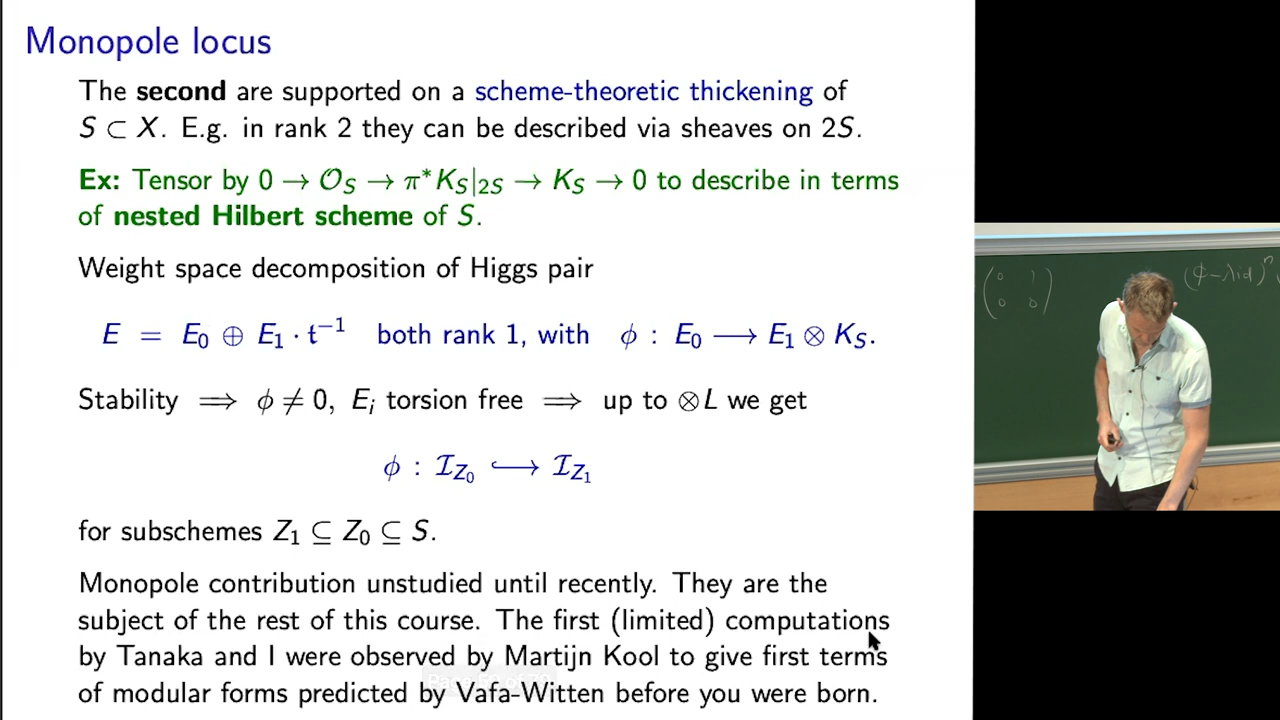 Monopole locus
The second are supported on a scheme-theoretic thickening of
S ⊂ X. E.g. in rank 2 they can be described via sheaves on 2S.
Ex: Tensor by 0 → 𝒪_S → π*K_S|_{2S} → K_S → 0 to describe in terms
of nested Hilbert scheme of S.
Weight space decomposition of Higgs pair
E = E_0 ⊕ E_1 · t^{-1} both rank 1, with ϕ : E_0 ⟶ E_1 ⊗ K_S.
Stability ⟹ ϕ ≠ 0, E_i torsion free ⟹ up to ⊗L we get
ϕ : ℐ_{Z_0} ↪ ℐ_{Z_1}
for subschemes Z_1 ⊆ Z_0 ⊆ S.
Monopole contribution unstudied until recently. They are the
subject of the rest of this course. The first (limited) computations
by Tanaka and I were observed by Martijn Kool to give first terms
of modular forms predicted by Vafa-Witten before you were born.
(0 1
0 0)
(ϕ-λid)^n